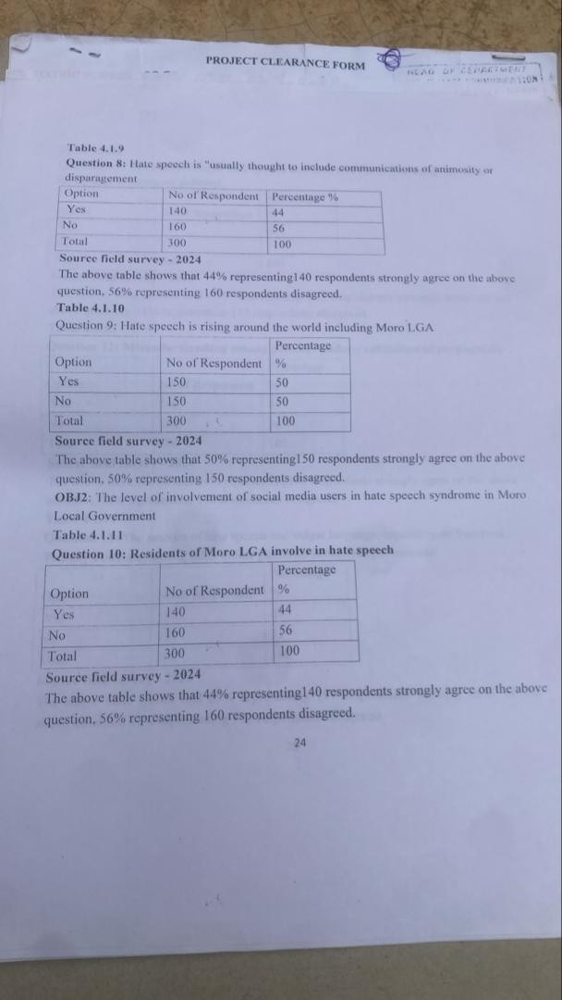 PROJECT CLEARANCE FORM
HEAD OF DEPARTMENT
Table 4.1.9
Question 8: Hate speech is "usually thought to include communications of animosity or
disparagement
Option No of Respondent Percentage %
Yes 140 44
No 160 56
Total 300 100
Source field survey - 2024
The above table shows that 44% representing140 respondents strongly agree on the above
question, 56% representing 160 respondents disagreed.
Table 4.1.10
Question 9: Hate speech is rising around the world including Moro LGA
Percentage
Option No of Respondent %
Yes 150 50
No 150 50
Total 300 100
Source field survey - 2024
The above table shows that 50% representing150 respondents strongly agree on the above
question, 50% representing 150 respondents disagreed.
OBJ2: The level of involvement of social media users in hate speech syndrome in Moro
Local Government
Table 4.1.11
Question 10: Residents of Moro LGA involve in hate speech
Percentage
Option No of Respondent %
Yes 140 44
No 160 56
Total 300 100
Source field survey - 2024
The above table shows that 44% representing140 respondents strongly agree on the above
question, 56% representing 160 respondents disagreed.
24